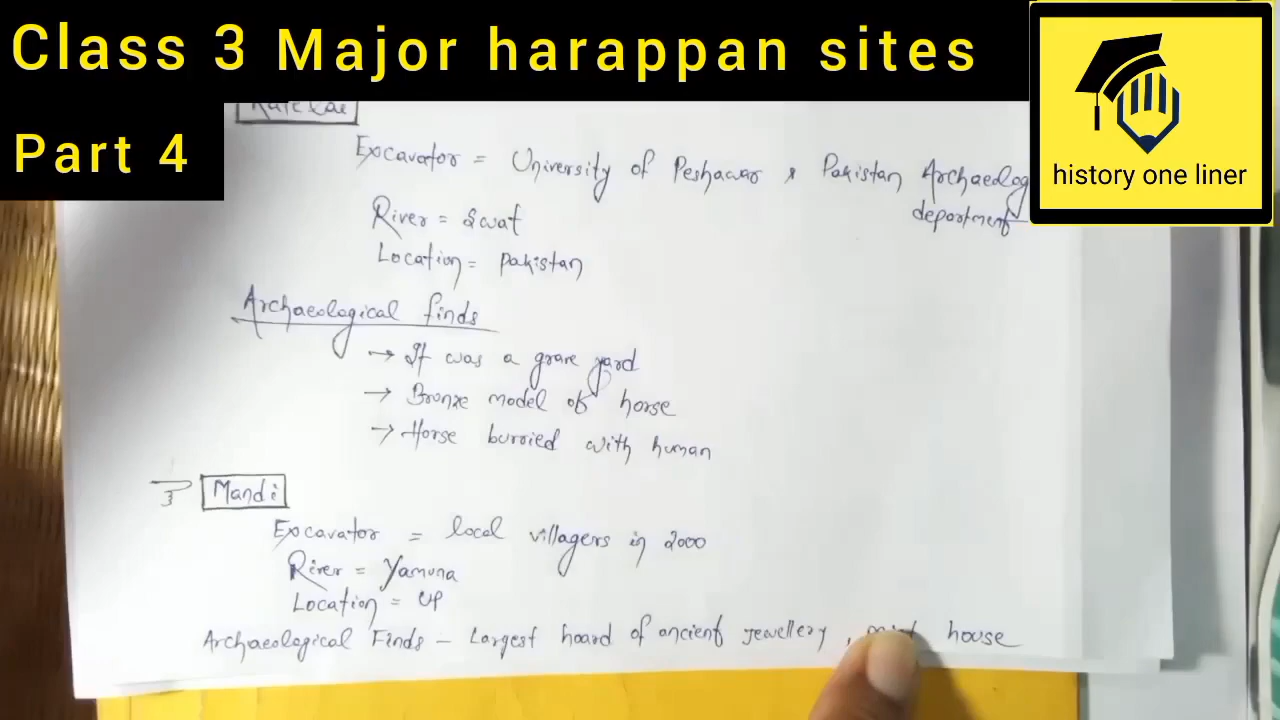 Class 3 Major harappan sites
Part 4
history one liner
Excavator = University of Peshawar & Pakistan Archaeolog
department
River = Swat
Location = Pakistan
Archaeological finds
→ It was a grave yard
→ Bronze model of horse
→ Horse burried with human
3 Mandi
Excavator = local villagers in 2000
River = Yamuna
Location = UP
Archaeological Finds - Largest hoard of ancient jewellery, house